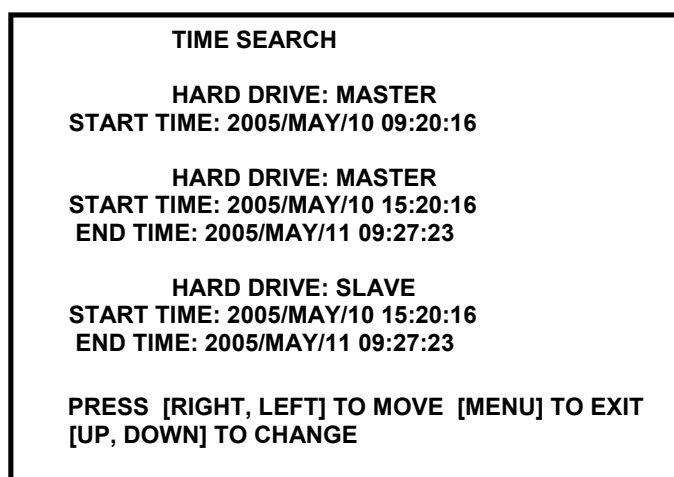 TIME SEARCH
HARD DRIVE: MASTER
START TIME: 2005/MAY/10 09:20:16
HARD DRIVE: MASTER
START TIME: 2005/MAY/10 15:20:16
END TIME: 2005/MAY/11 09:27:23
HARD DRIVE: SLAVE
START TIME: 2005/MAY/10 15:20:16
END TIME: 2005/MAY/11 09:27:23
PRESS [RIGHT, LEFT] TO MOVE [MENU] TO EXIT
[UP, DOWN] TO CHANGE